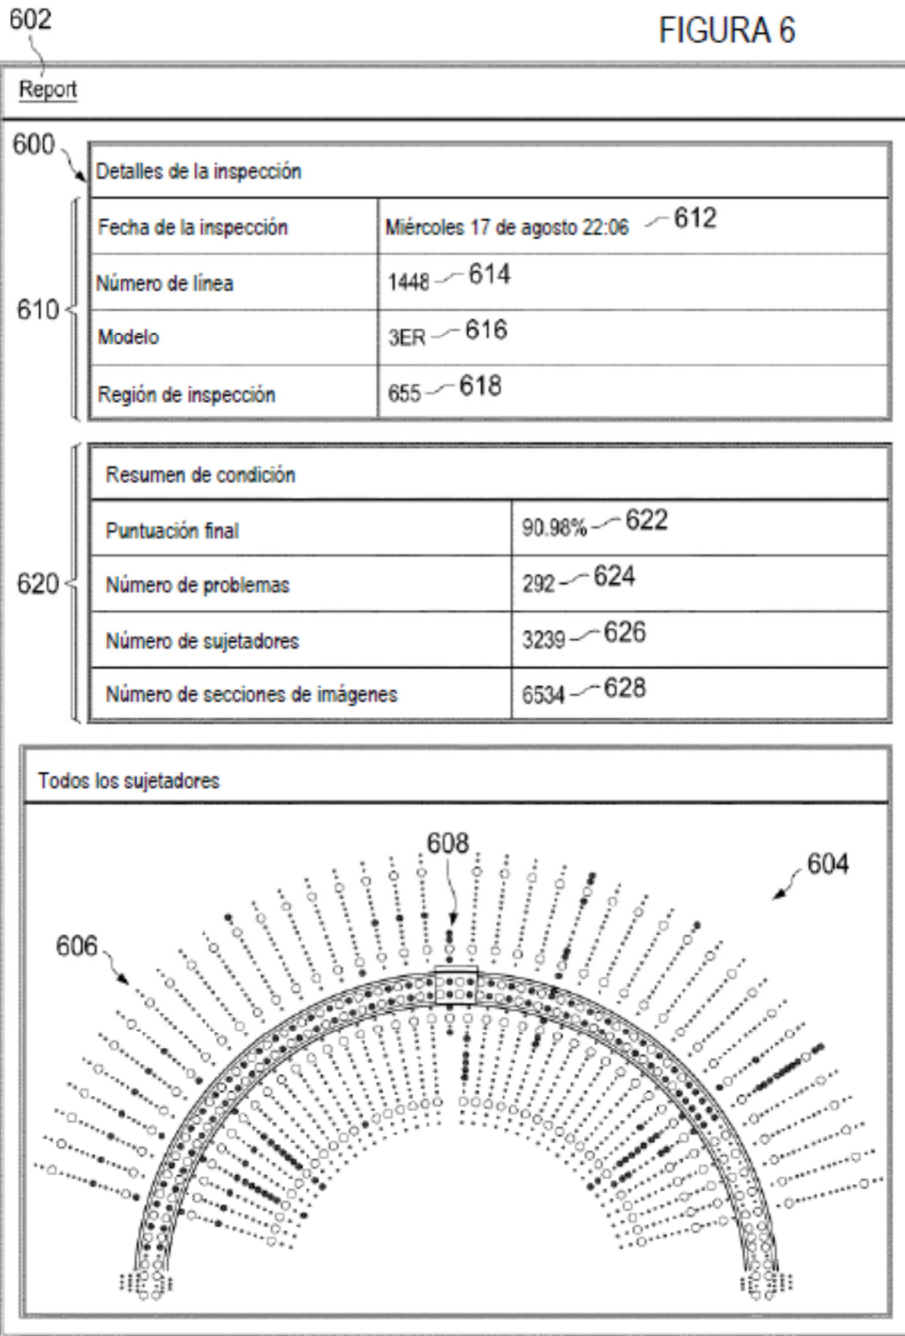 602
FIGURA 6
Report
600
Detalles de la inspección
Fecha de la inspección Miércoles 17 de agosto 22:06 612
Número de línea 1448 614
610
Modelo 3ER 616
Región de inspección 655 618
Resumen de condición
Puntuación final 90.98% 622
620 Número de problemas 292 624
Número de sujetadores 3239 626
Número de secciones de imágenes 6534 628
Todos los sujetadores
608
604
606